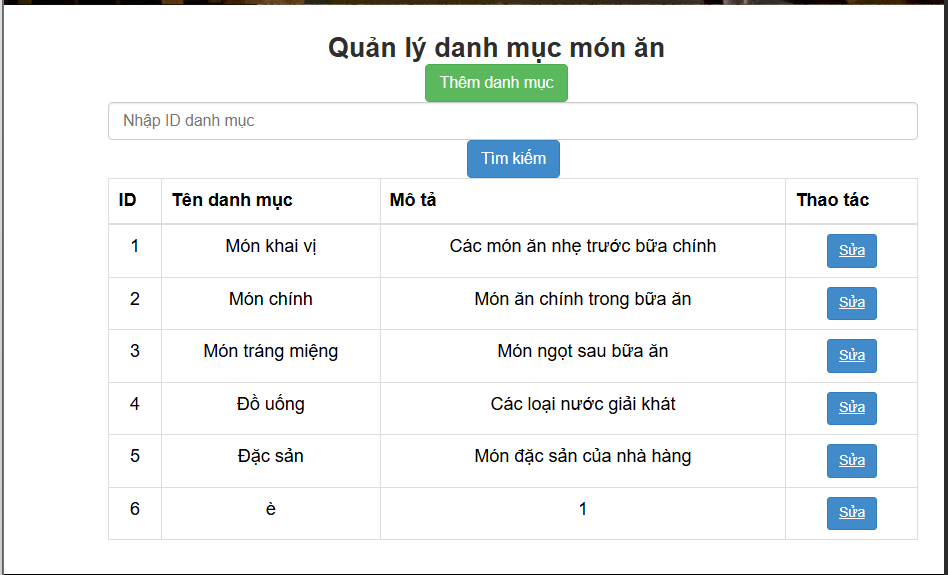 Quản lý danh mục món ăn
Thêm danh mục
Nhập ID danh mục
Tìm kiếm
ID Tên danh mục Mô tả Thao tác
1 Món khai vị Các món ăn nhẹ trước bữa chính Sửa
2 Món chính Món ăn chính trong bữa ăn Sửa
3 Món tráng miệng Món ngọt sau bữa ăn Sửa
4 Đồ uống Các loại nước giải khát Sửa
5 Đặc sản Món đặc sản của nhà hàng Sửa
6 è 1 Sửa